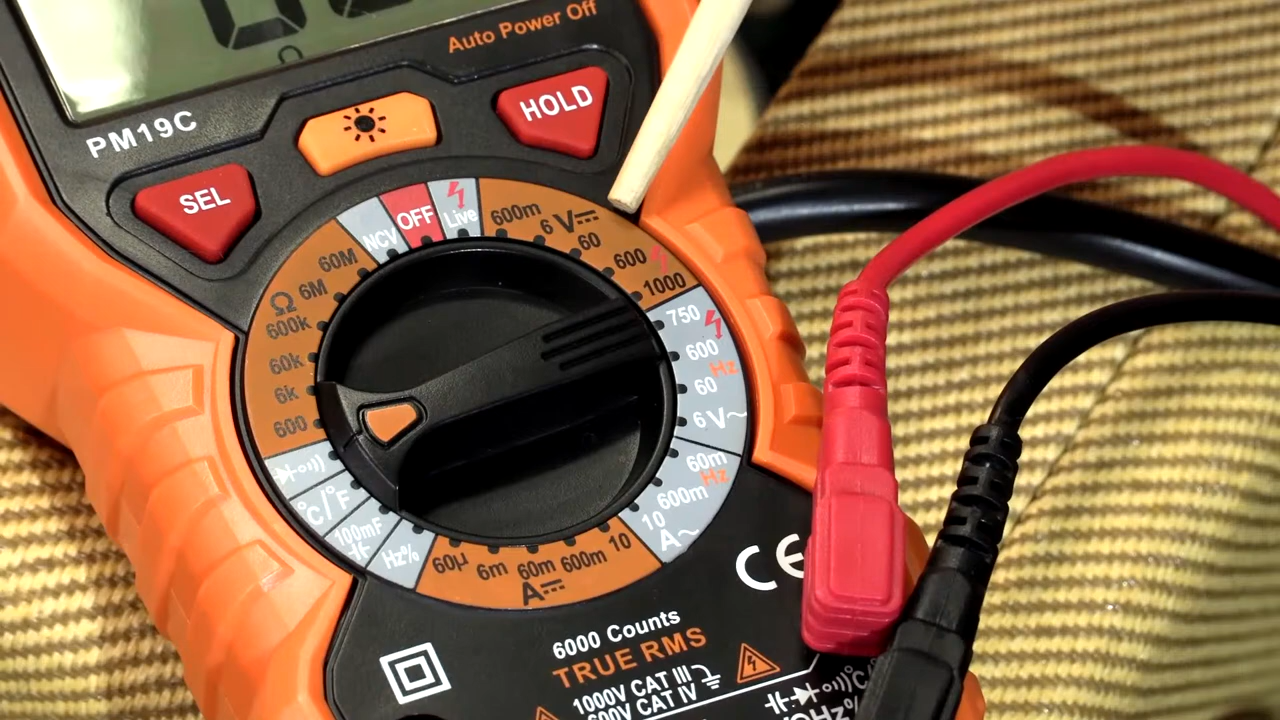 Auto Power Off
PM19C
HOLD
SEL
NCV
OFF
Live
600m
6
V
60
600
1000
750
600
Hz
60
6
V~
60m
Hz
600m
10
A~
10
600m
60m
6m
60µ
A
Hz%
100mF
°C/°F
600
6k
60k
600k
Ω
6M
60M
CE
6000 Counts
TRUE RMS
1000V CAT III
600V CAT IV